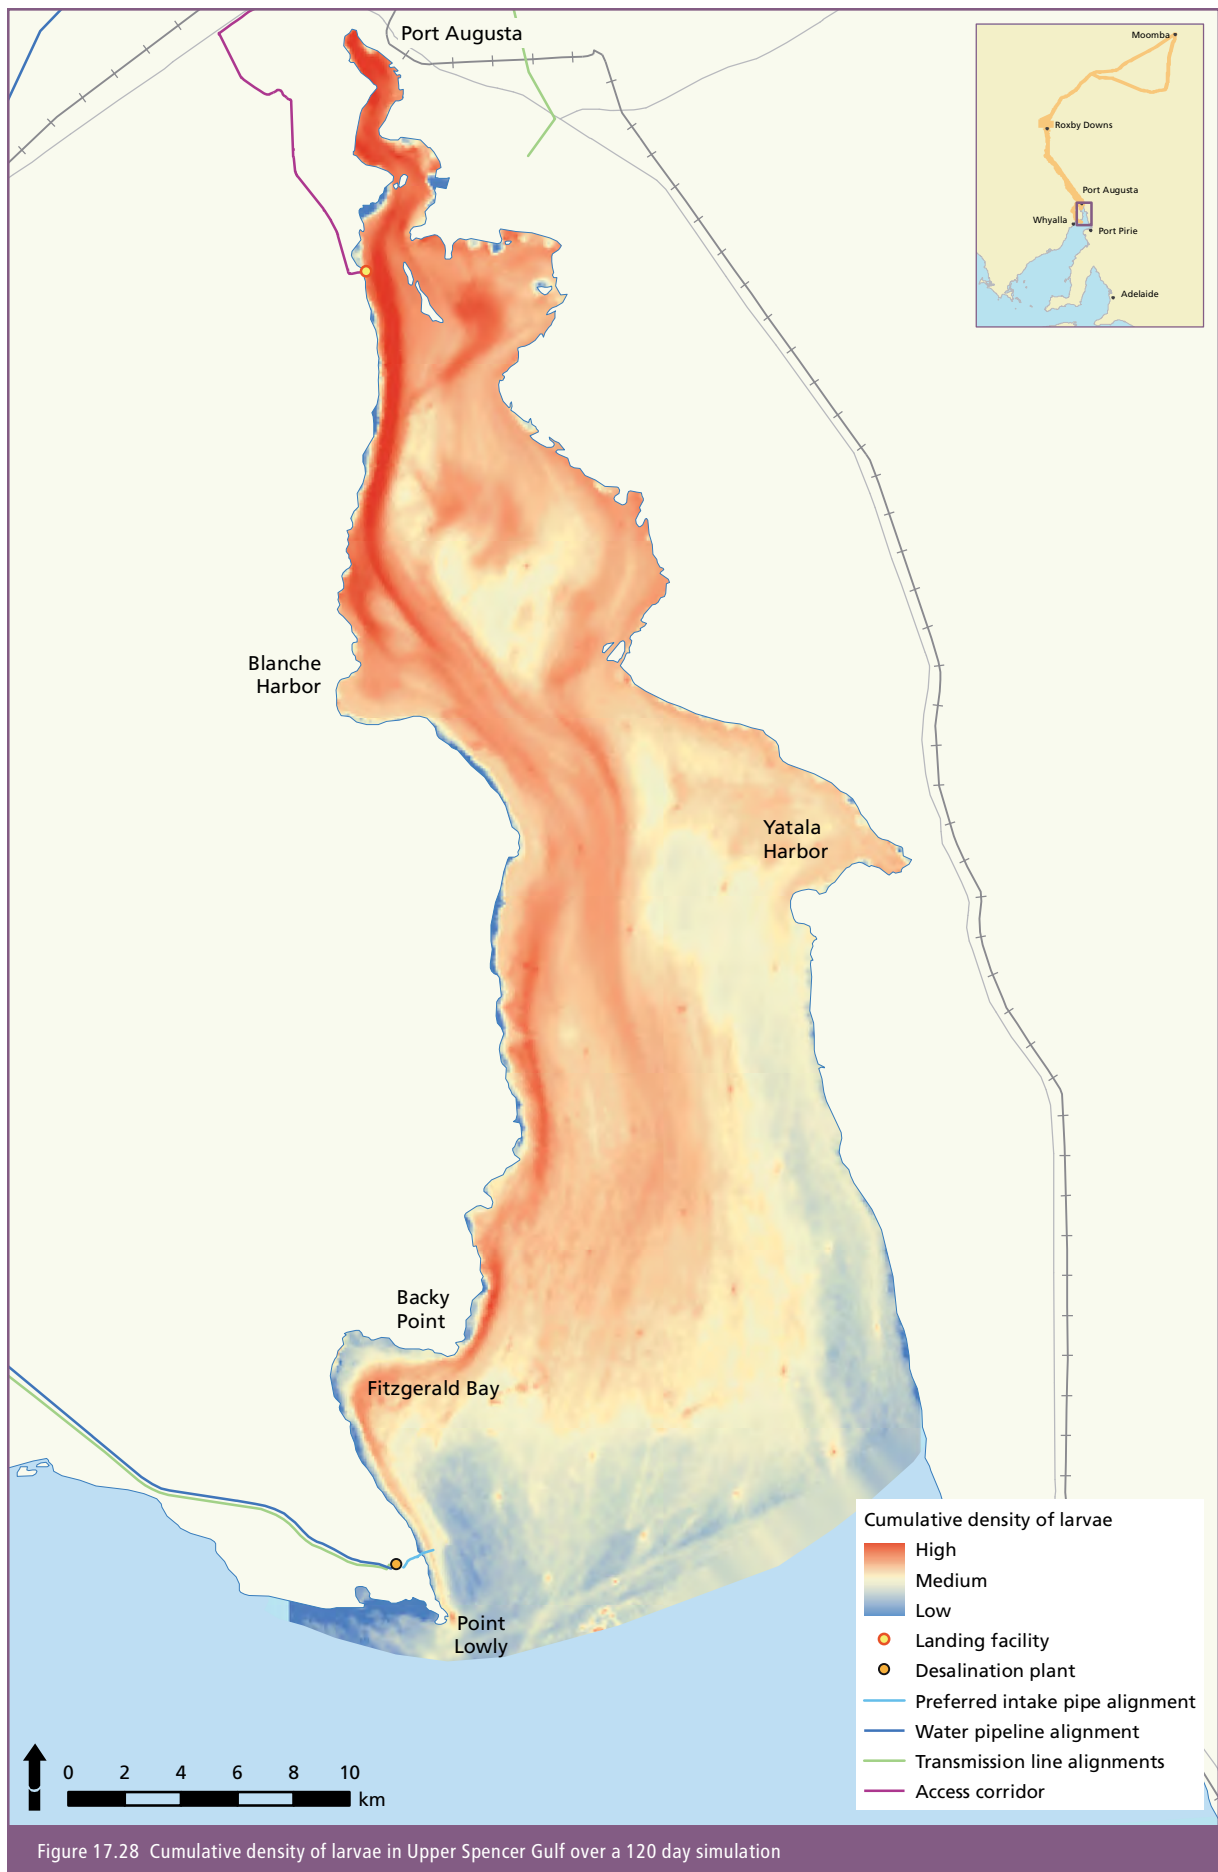 Port Augusta
Moomba
Roxby Downs
Port Augusta
Whyalla
Port Pirie
Adelaide
Blanche
Harbor
Yatala
Harbor
Backy
Point
Fitzgerald Bay
Point
Lowly
Cumulative density of larvae
High
Medium
Low
Landing facility
Desalination plant
Preferred intake pipe alignment
Water pipeline alignment
Transmission line alignments
Access corridor
0 2 4 6 8 10
km
Figure 17.28 Cumulative density of larvae in Upper Spencer Gulf over a 120 day simulation